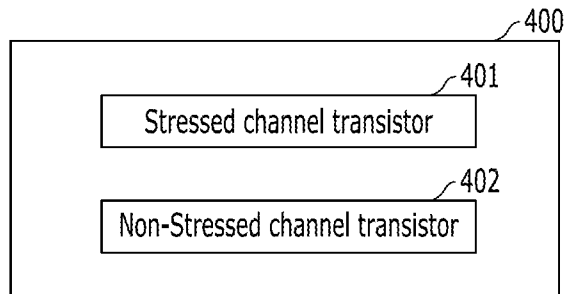 400
401
Stressed channel transistor
402
Non-Stressed channel transistor